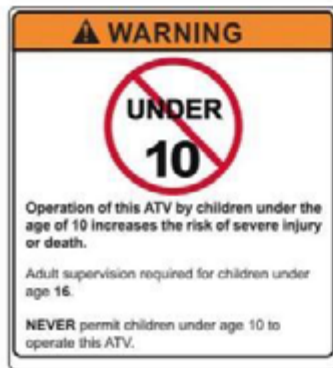 WARNING
UNDER
10
Operation of this ATV by children under the
age of 10 increases the risk of severe injury
or death.
Adult supervision required for children under
age 16.
NEVER permit children under age 10 to
operate this ATV.